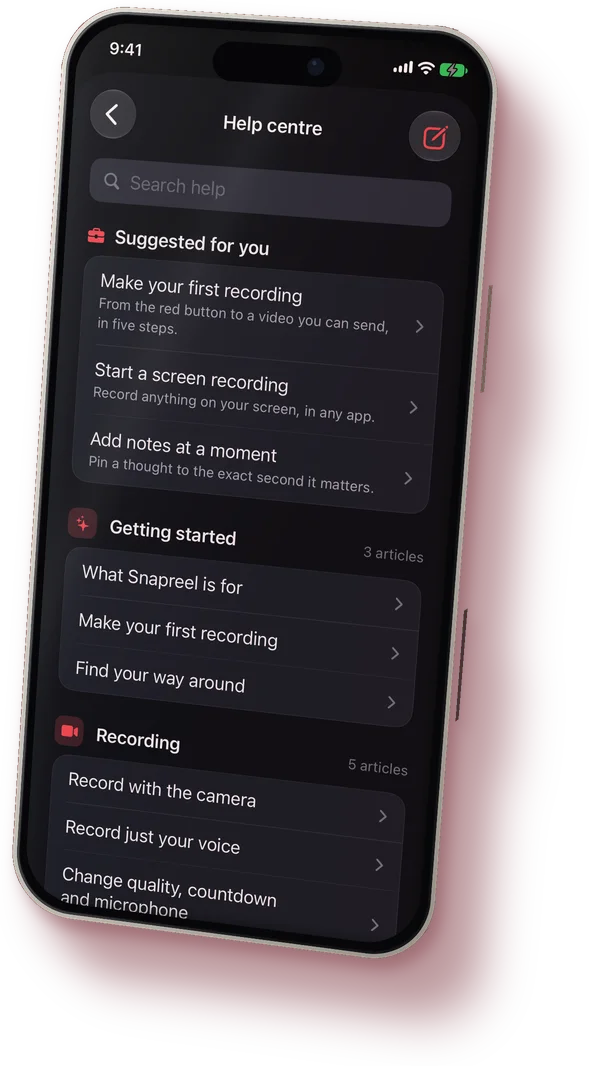 9:41
Help centre
Search help
Suggested for you
Make your first recording
From the red button to a video you can send,
in five steps.
Start a screen recording
Record anything on your screen, in any app.
Add notes at a moment
Pin a thought to the exact second it matters.
Getting started
3 articles
What Snapreel is for
Make your first recording
Find your way around
Recording
5 articles
Record with the camera
Record just your voice
Change quality, countdown
and microphone